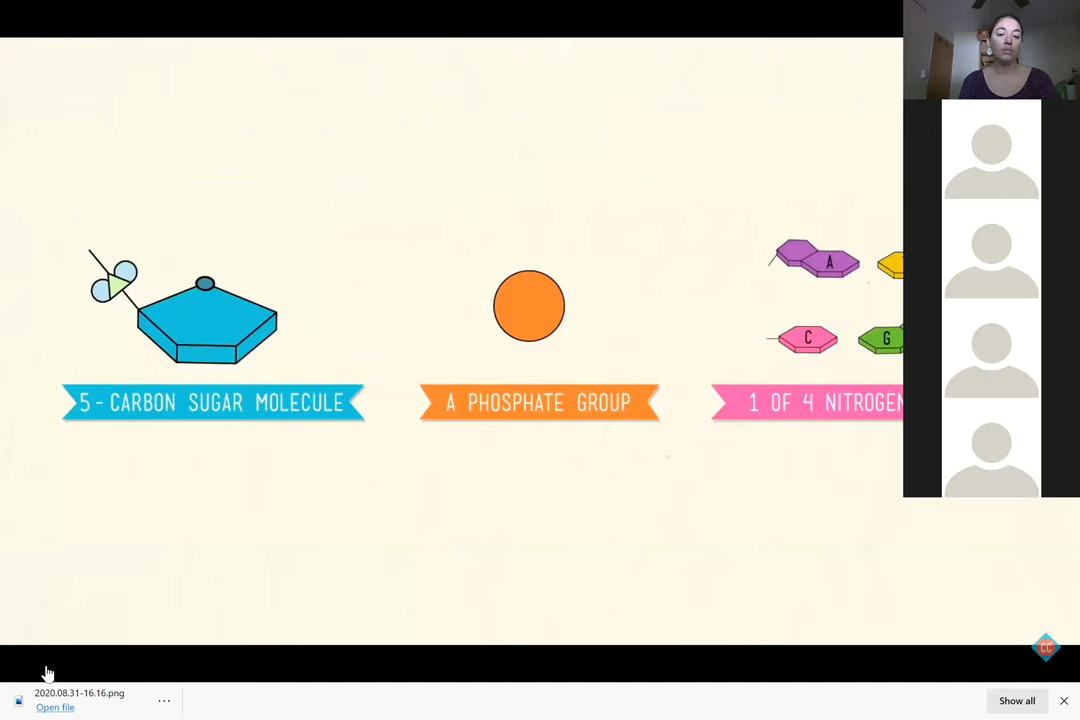 A
C
G
5-CARBON SUGAR MOLECULE
A PHOSPHATE GROUP
1 OF 4 NITROGEN
CC
2020.08.31-16.16.png
Open file
...
Show all